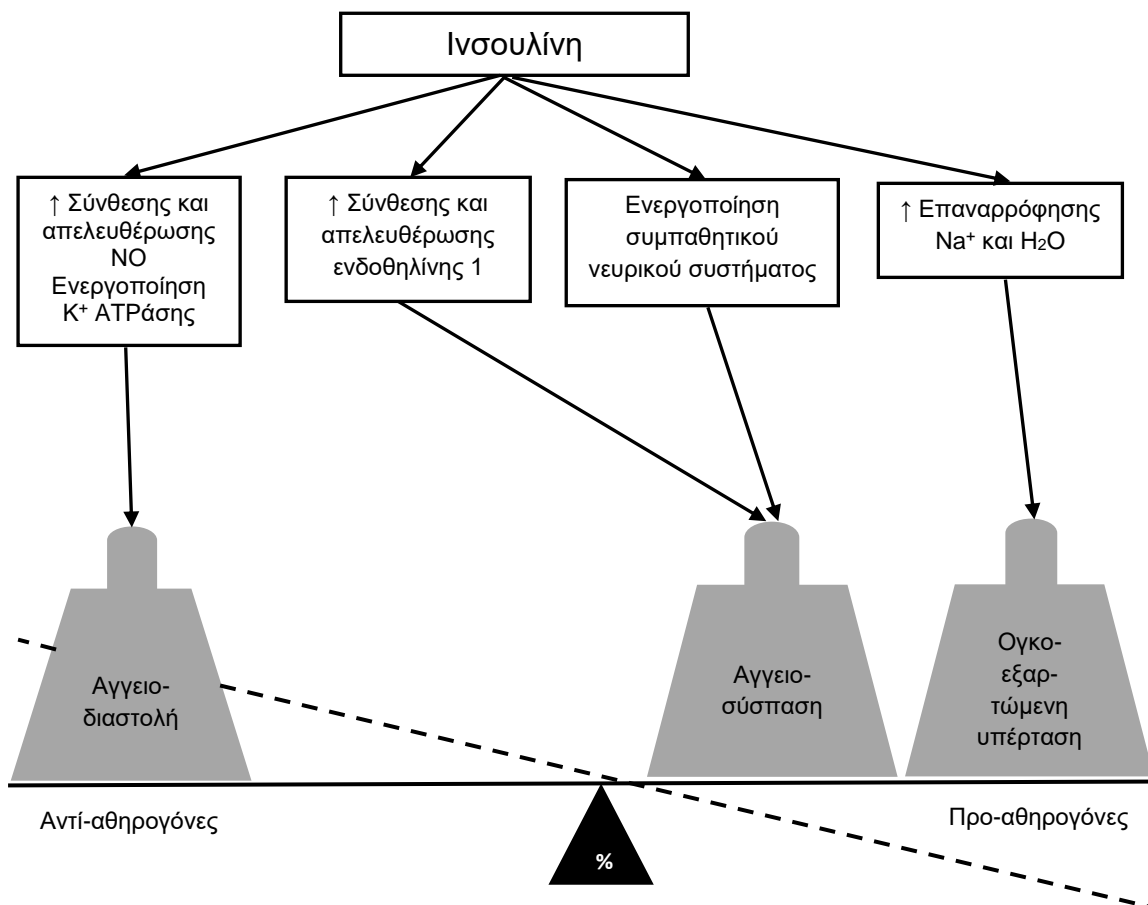 Ινσουλίνη
↑ Σύνθεσης και
απελευθέρωσης
NO
Ενεργοποίηση
K⁺ ATPάσης
↑ Σύνθεσης και
απελευθέρωσης
ενδοθηλίνης 1
Ενεργοποίηση
συμπαθητικού
νευρικού συστήματος
↑ Επαναρρόφησης
Na⁺ και H₂O
Αγγειο-
διαστολή
Αγγειο-
σύσπαση
Ογκο-
εξαρ-
τώμενη
υπέρταση
Αντί-αθηρογόνες
Προ-αθηρογόνες
%